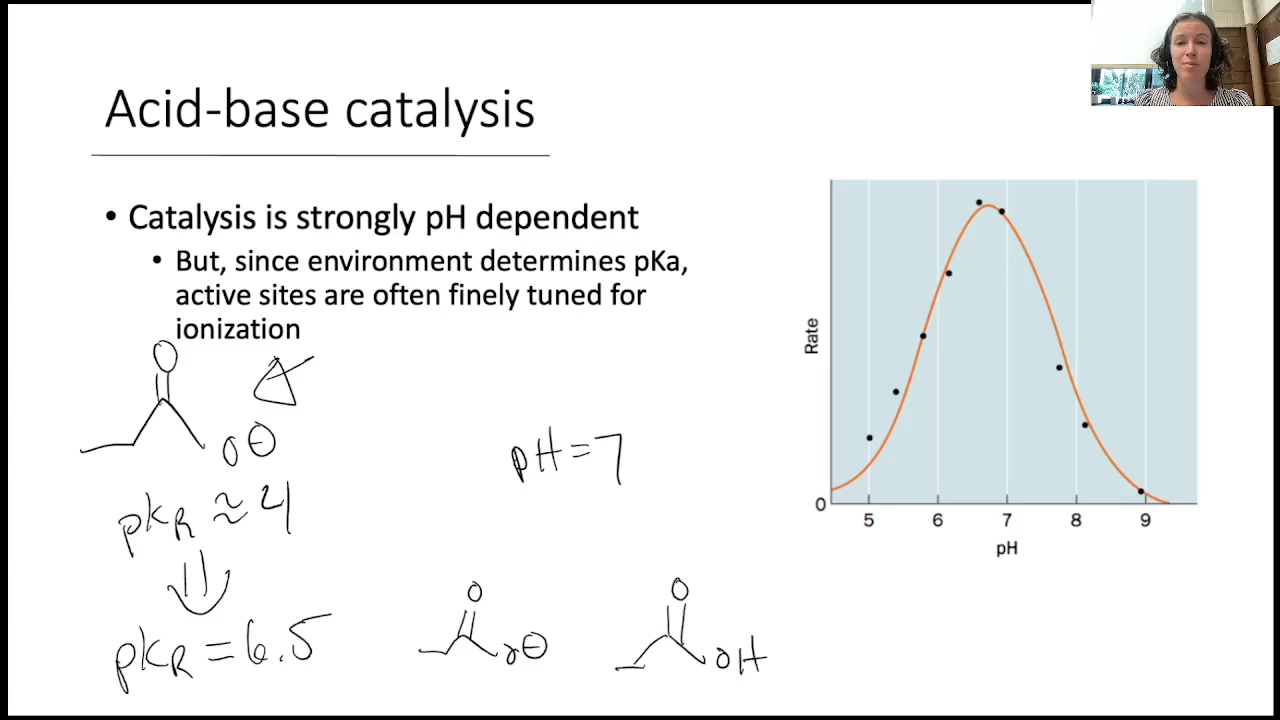 Acid-base catalysis
• Catalysis is strongly pH dependent
• But, since environment determines pKa,
active sites are often finely tuned for
ionization
O
O⊖
pKR ≈ 4
pKR = 6.5
pH = 7
O
O⊖
O
OH
Rate
0
5 6 7 8 9
pH